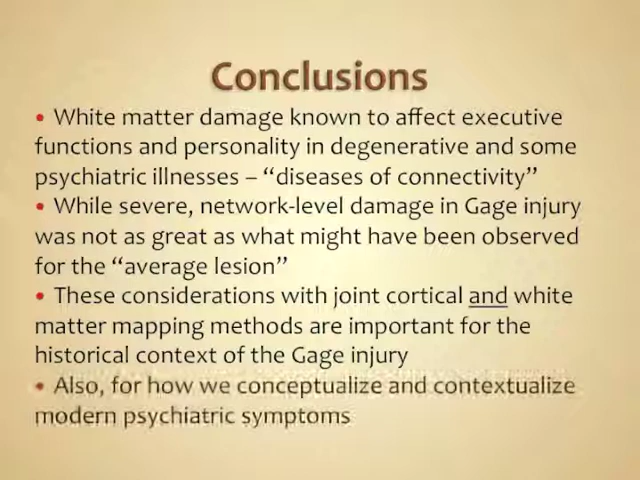 Conclusions
• White matter damage known to affect executive
functions and personality in degenerative and some
psychiatric illnesses – “diseases of connectivity”
• While severe, network-level damage in Gage injury
was not as great as what might have been observed
for the “average lesion”
• These considerations with joint cortical and white
matter mapping methods are important for the
historical context of the Gage injury
• Also, for how we conceptualize and contextualize
modern psychiatric symptoms